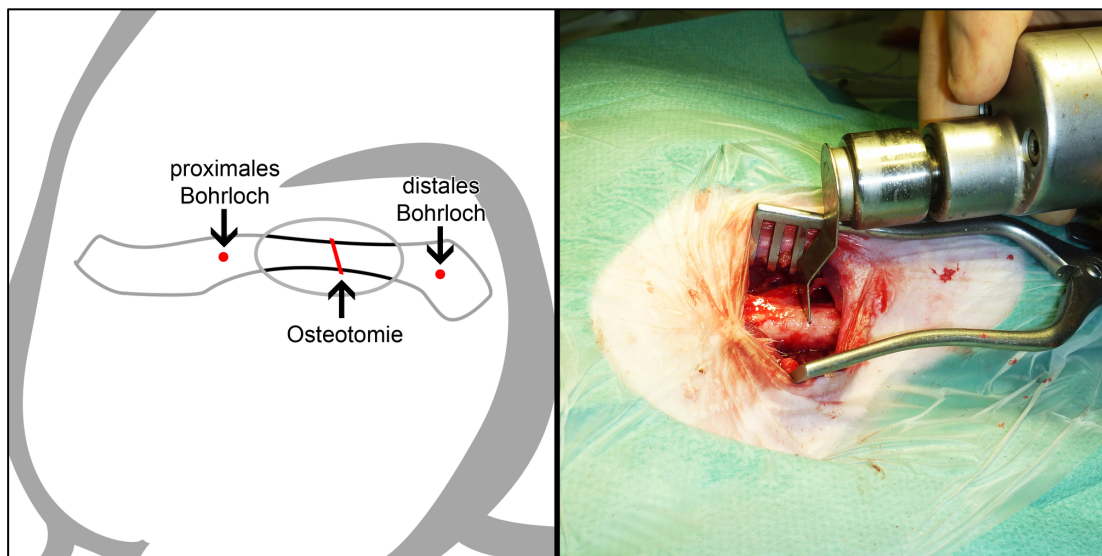 proximales
Bohrloch
distales
Bohrloch
Osteotomie